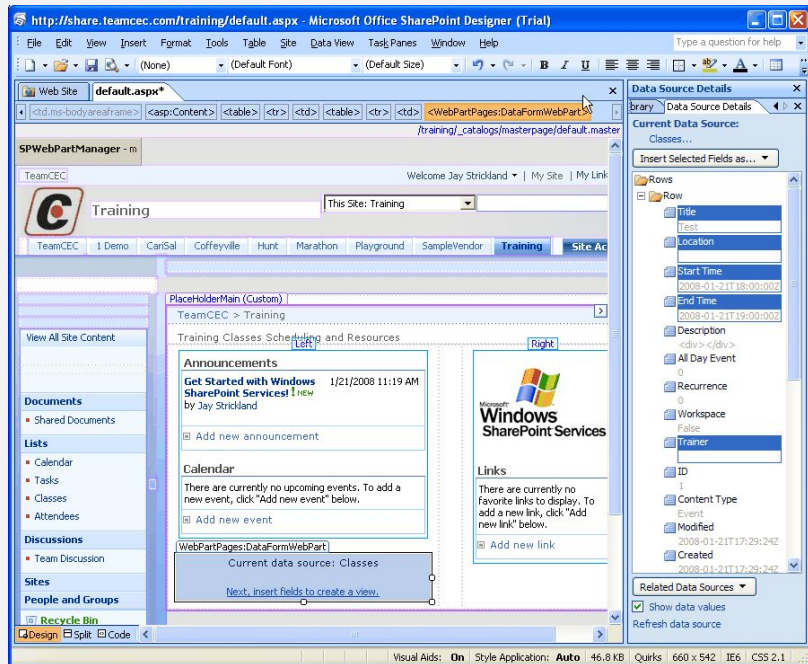 http://share.teamcec.com/training/default.aspx - Microsoft Office SharePoint Designer (Trial)
File Edit View Insert Format Tools Table Site Data View Task Panes Window Help
Type a question for help
(None) (Default Font) (Default Size) B I U A
Web Site default.aspx*
<td.ms-bodyareaframe> <asp:Content> <table> <tr> <td> <table> <tr> <td> <WebPartPages:DataFormWebPart>
/training/_catalogs/masterpage/default.master
SPWebPartManager - m
TeamCEC
Welcome Jay Strickland My Site My Link
Training
This Site: Training
TeamCEC 1 Demo CariSal Coffeyville Hunt Marathon Playground SampleVendor Training Site Ac
PlaceHolderMain (Custom)
TeamCEC > Training
Training Classes Scheduling and Resources
Left
Right
View All Site Content
Documents
Shared Documents
Lists
Calendar
Tasks
Classes
Attendees
Discussions
Team Discussion
Sites
People and Groups
Recycle Bin
Announcements
Get Started with Windows SharePoint Services! NEW
1/21/2008 11:19 AM
by Jay Strickland
Add new announcement
Calendar
There are currently no upcoming events. To add a
new event, click "Add new event" below.
Add new event
WebPartPages:DataFormWebPart
Current data source: Classes
Next, insert fields to create a view.
Microsoft
Windows
SharePoint Services
Links
There are currently no
favorite links to display. To
add a new link, click "Add
new link" below.
Add new link
Design Split Code
Data Source Details
brary Data Source Details
Current Data Source:
Classes...
Insert Selected Fields as...
Rows
Row
Title
Test
Location
Start Time
2008-01-21T18:00:00Z
End Time
2008-01-21T19:00:00Z
Description
<div></div>
All Day Event
0
Recurrence
0
Workspace
False
Trainer
ID
1
Content Type
Event
Modified
2008-01-21T17:29:24Z
Created
2008-01-21T17:29:24Z
Related Data Sources
Show data values
Refresh data source
Visual Aids: On Style Application: Auto 46.8 KB Quirks 660 x 542 IE6 CSS 2.1